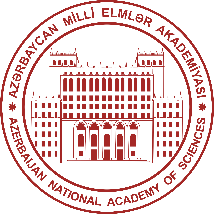 AZƏRBAYCAN MİLLİ ELMLƏR AKADEMİYASI
AZERBAIJAN NATIONAL ACADEMY OF SCIENCES